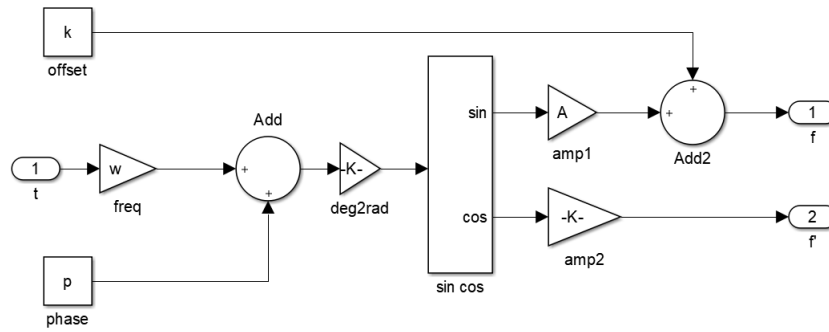 k
offset
Add
sin
A
amp1
+
+
Add2
1
f
1
t
w
freq
+
+
-K-
deg2rad
cos
-K-
amp2
2
f'
sin cos
p
phase